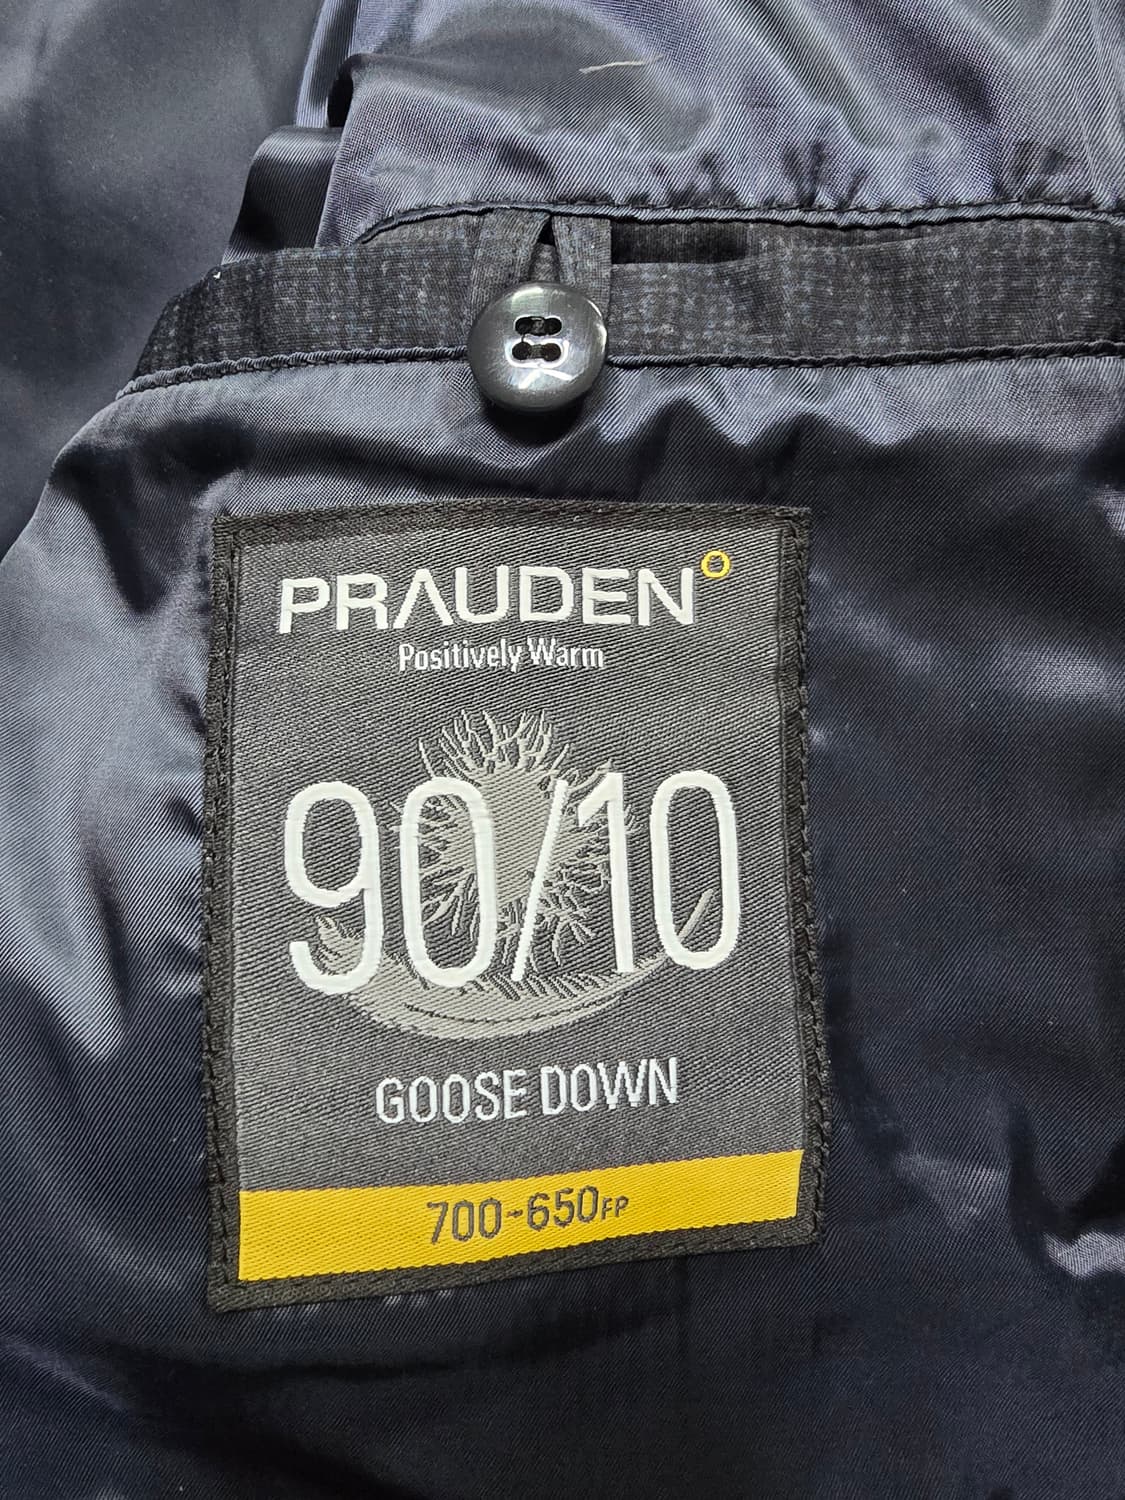 PRAUDEN
Positively Warm
90/10
GOOSE DOWN
700~650FP